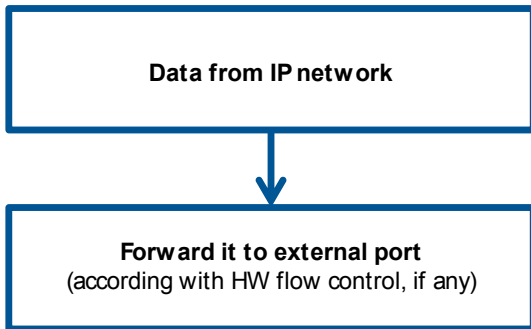 Data from IP network
Forward it to external port
(according with HW flow control, if any)